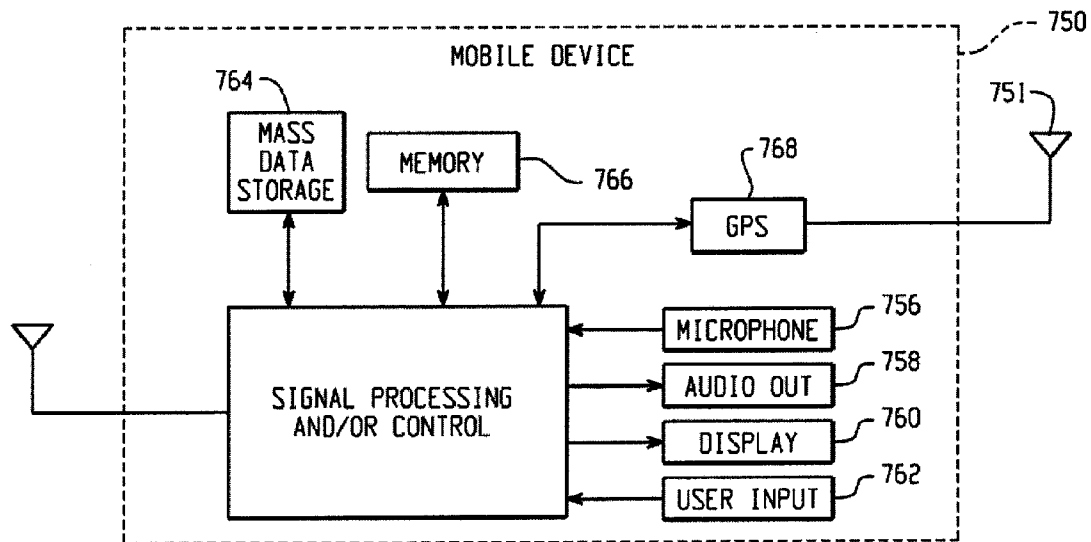 750
MOBILE DEVICE
764
751
MASS
DATA
STORAGE
MEMORY
766
768
GPS
756
MICROPHONE
758
AUDIO OUT
SIGNAL PROCESSING
AND/OR CONTROL
760
DISPLAY
762
USER INPUT